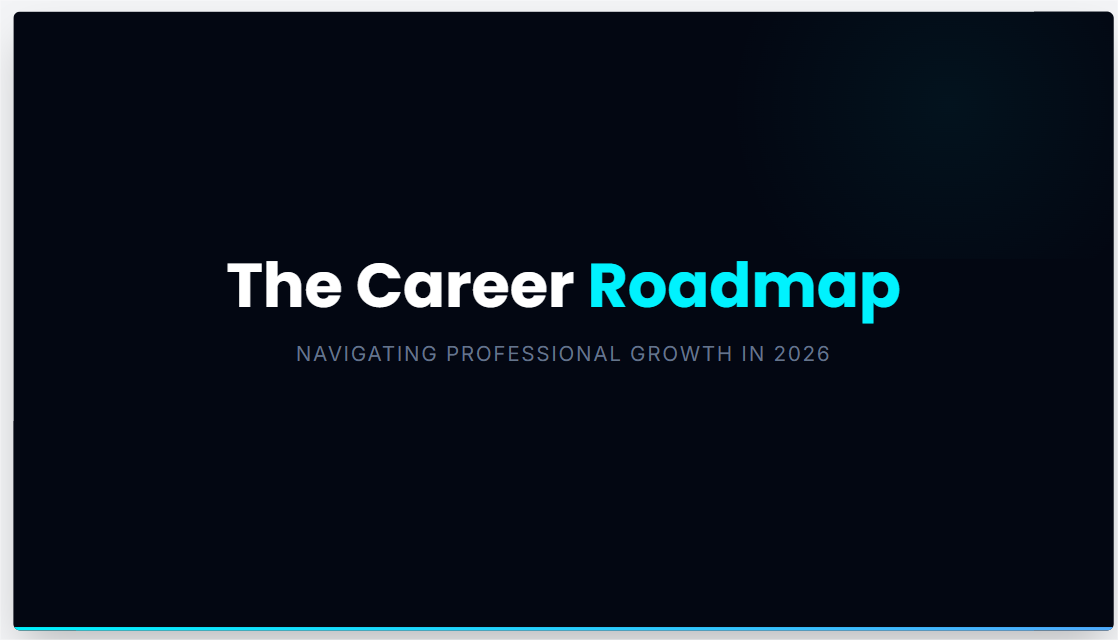 The Career Roadmap
NAVIGATING PROFESSIONAL GROWTH IN 2026